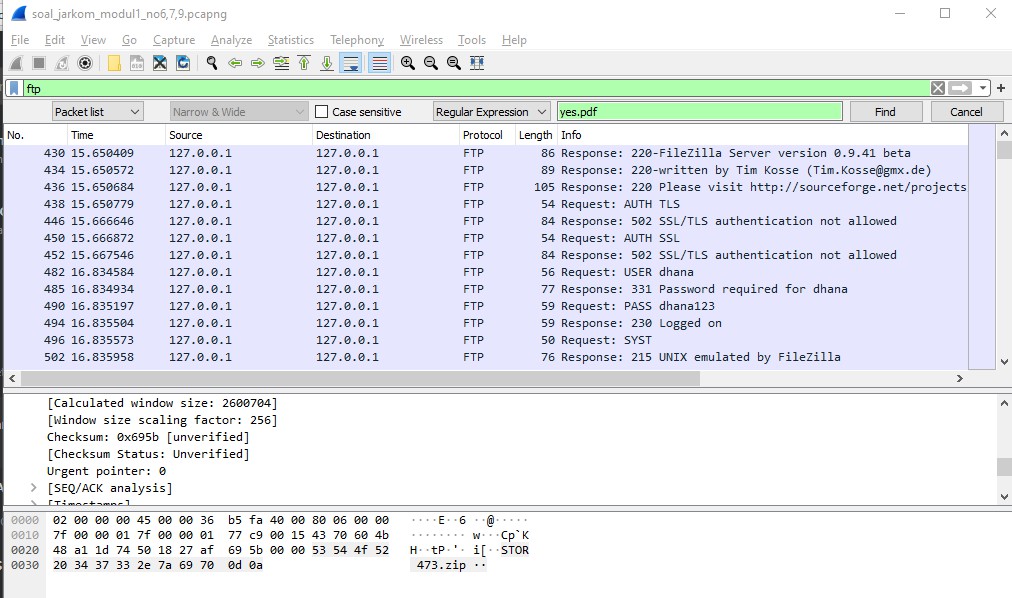 soal_jarkom_modul1_no6,7,9.pcapng
File Edit View Go Capture Analyze Statistics Telephony Wireless Tools Help
ftp
Packet list Narrow & Wide Case sensitive Regular Expression yes.pdf Find Cancel
No. Time Source Destination Protocol Length Info
430 15.650409 127.0.0.1 127.0.0.1 FTP 86 Response: 220-FileZilla Server version 0.9.41 beta
434 15.650572 127.0.0.1 127.0.0.1 FTP 89 Response: 220-written by Tim Kosse (Tim.Kosse@gmx.de)
436 15.650684 127.0.0.1 127.0.0.1 FTP 105 Response: 220 Please visit http://sourceforge.net/projects
438 15.650779 127.0.0.1 127.0.0.1 FTP 54 Request: AUTH TLS
446 15.666646 127.0.0.1 127.0.0.1 FTP 84 Response: 502 SSL/TLS authentication not allowed
450 15.666872 127.0.0.1 127.0.0.1 FTP 54 Request: AUTH SSL
452 15.667546 127.0.0.1 127.0.0.1 FTP 84 Response: 502 SSL/TLS authentication not allowed
482 16.834584 127.0.0.1 127.0.0.1 FTP 56 Request: USER dhana
485 16.834934 127.0.0.1 127.0.0.1 FTP 77 Response: 331 Password required for dhana
490 16.835197 127.0.0.1 127.0.0.1 FTP 59 Request: PASS dhana123
494 16.835504 127.0.0.1 127.0.0.1 FTP 59 Response: 230 Logged on
496 16.835573 127.0.0.1 127.0.0.1 FTP 50 Request: SYST
502 16.835958 127.0.0.1 127.0.0.1 FTP 76 Response: 215 UNIX emulated by FileZilla
[Calculated window size: 2600704]
[Window size scaling factor: 256]
Checksum: 0x695b [unverified]
[Checksum Status: Unverified]
Urgent pointer: 0
[SEQ/ACK analysis]
[Timestamps]
0000 02 00 00 00 45 00 00 36 b5 fa 40 00 80 06 00 00 ····E··6 ··@·····
0010 7f 00 00 01 7f 00 00 01 77 c9 00 15 43 70 60 4b ········ w···Cp`K
0020 48 a1 1d 74 50 18 27 af 69 5b 00 00 53 54 4f 52 H··tP·'· i[··STOR
0030 20 34 37 33 2e 7a 69 70 0d 0a 473.zip ··